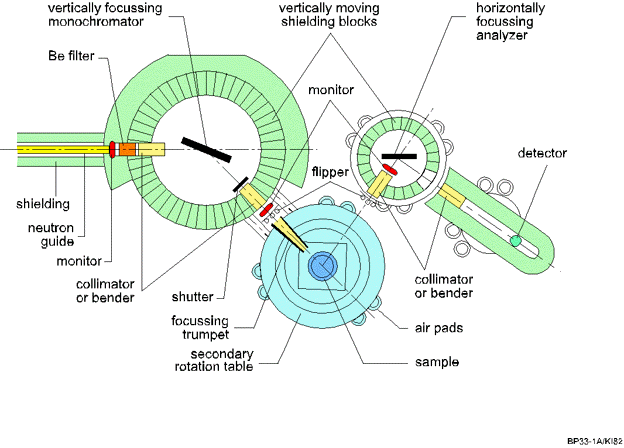 vertically focussing
monochromator
vertically moving
shielding blocks
horizontally
focussing
analyzer
Be filter
monitor
detector
flipper
shielding
neutron
guide
monitor
collimator
or bender
shutter
collimator
or bender
focussing
trumpet
air pads
secondary
rotation table
sample
BP33-1A/KI82